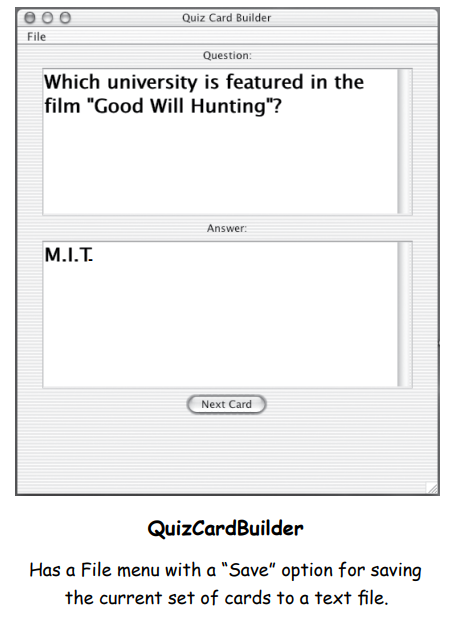 Quiz Card Builder
File
Question:
Which university is featured in the
film "Good Will Hunting"?
Answer:
M.I.T.
Next Card
QuizCardBuilder
Has a File menu with a “Save” option for saving
the current set of cards to a text file.